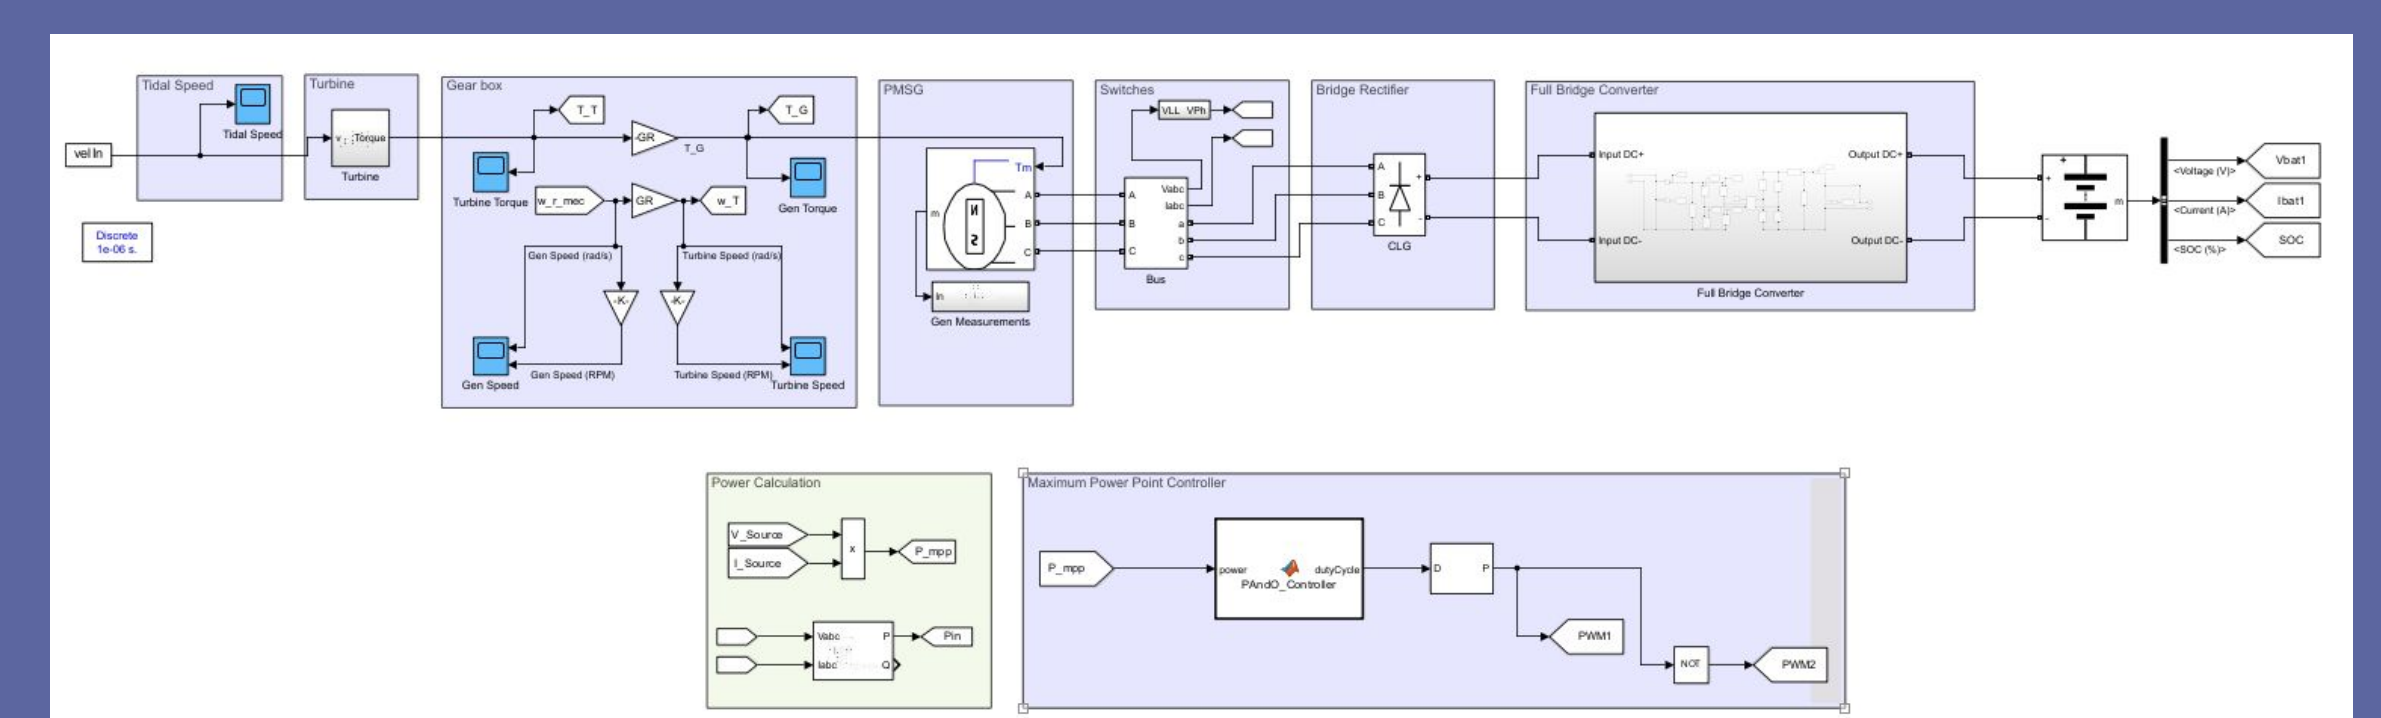 Tidal Speed
Tidal Speed
vel In
Discrete
1e-06 s.
Turbine
v
Torque
Turbine
Gear box
T_T
-GR
T_G
T_G
Turbine Torque
Gen Torque
w_r_mec
GR
w_T
Gen Speed (rad/s)
Turbine Speed (rad/s)
-K-
-K-
Gen Speed
Gen Speed (RPM)
Turbine Speed (RPM)
Turbine Speed
PMSG
Tm
m
N
S
A
B
C
In
Gen Measurements
Switches
VLL VPh
A
B
C
Vabc
Iabc
a
b
c
Bus
Bridge Rectifier
A
B
C
+
-
CLG
Full Bridge Converter
Input DC+
Input DC-
Output DC+
Output DC-
Full Bridge Converter
+
+
-
m
<Voltage (V)>
<Current (A)>
<SOC (%)>
Vbat1
Ibat1
SOC
Power Calculation
V_Source
I_Source
x
P_mpp
Vabc
Iabc
P
Q
Pin
Maximum Power Point Controller
P_mpp
power
dutyCycle
PAndO_Controller
D
P
PWM1
NOT
PWM2